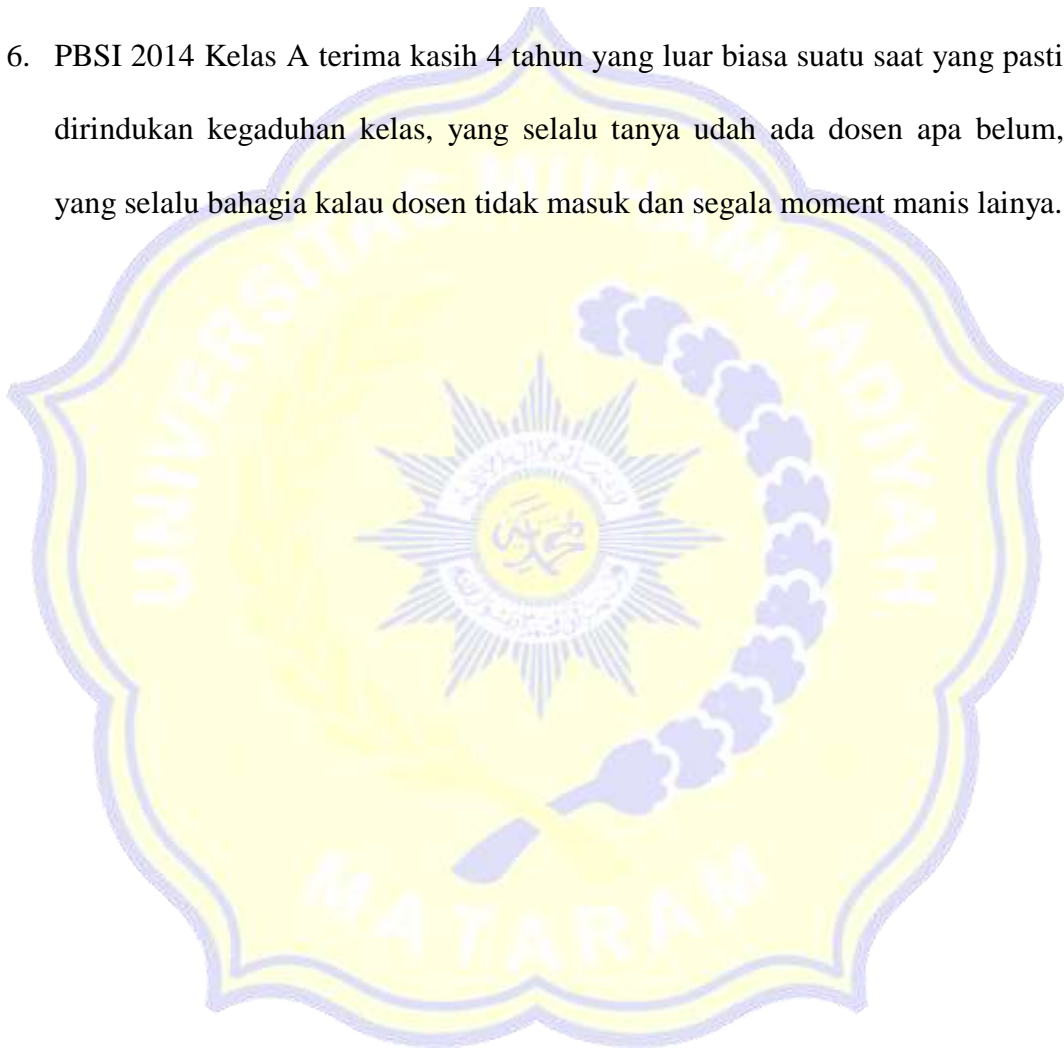 6. PBSI 2014 Kelas A terima kasih 4 tahun yang luar biasa suatu saat yang pasti
dirindukan kegaduhan kelas, yang selalu tanya udah ada dosen apa belum,
yang selalu bahagia kalau dosen tidak masuk dan segala moment manis lainya.
UNIVERSITAS MUHAMMADIYAH
MATARAM